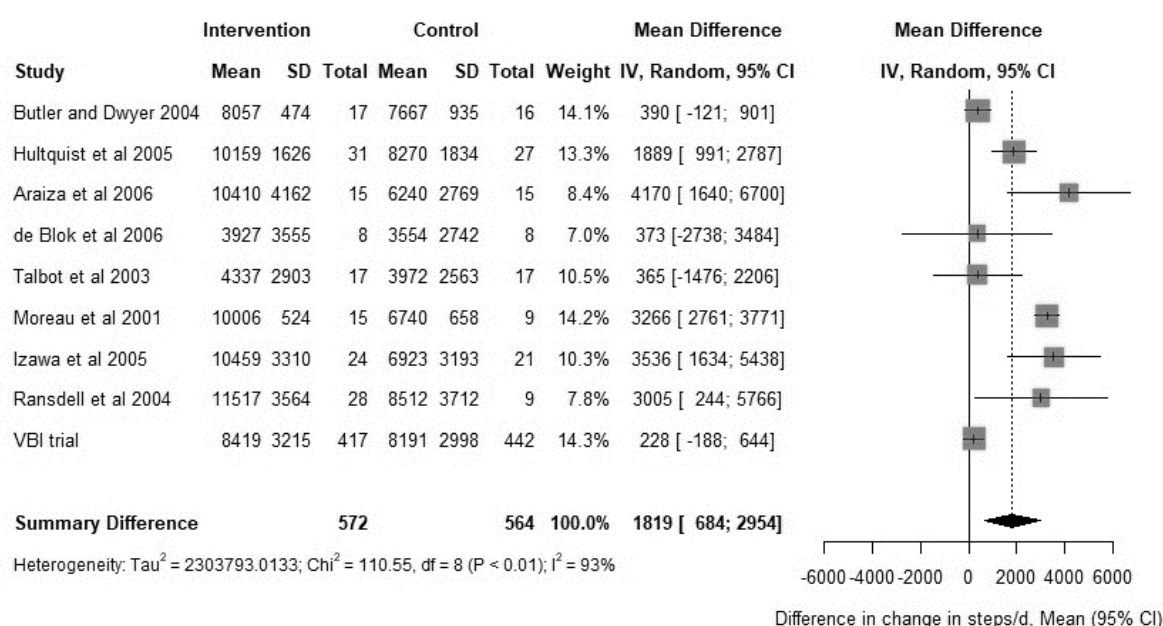 Intervention Control Mean Difference Mean Difference
Study Mean SD Total Mean SD Total Weight IV, Random, 95% CI IV, Random, 95% CI
Butler and Dwyer 2004 8057 474 17 7667 935 16 14.1% 390 [ -121; 901]
Hultquist et al 2005 10159 1626 31 8270 1834 27 13.3% 1889 [ 991; 2787]
Araiza et al 2006 10410 4162 15 6240 2769 15 8.4% 4170 [ 1640; 6700]
de Blok et al 2006 3927 3555 8 3554 2742 8 7.0% 373 [-2738; 3484]
Talbot et al 2003 4337 2903 17 3972 2563 17 10.5% 365 [-1476; 2206]
Moreau et al 2001 10006 524 15 6740 658 9 14.2% 3266 [ 2761; 3771]
Izawa et al 2005 10459 3310 24 6923 3193 21 10.3% 3536 [ 1634; 5438]
Ransdell et al 2004 11517 3564 28 8512 3712 9 7.8% 3005 [ 244; 5766]
VBI trial 8419 3215 417 8191 2998 442 14.3% 228 [ -188; 644]
Summary Difference 572 564 100.0% 1819 [ 684; 2954]
Heterogeneity: Tau² = 2303793.0133; Chi² = 110.55, df = 8 (P < 0.01); I² = 93%
-6000 -4000 -2000 0 2000 4000 6000
Difference in change in steps/d, Mean (95% CI)